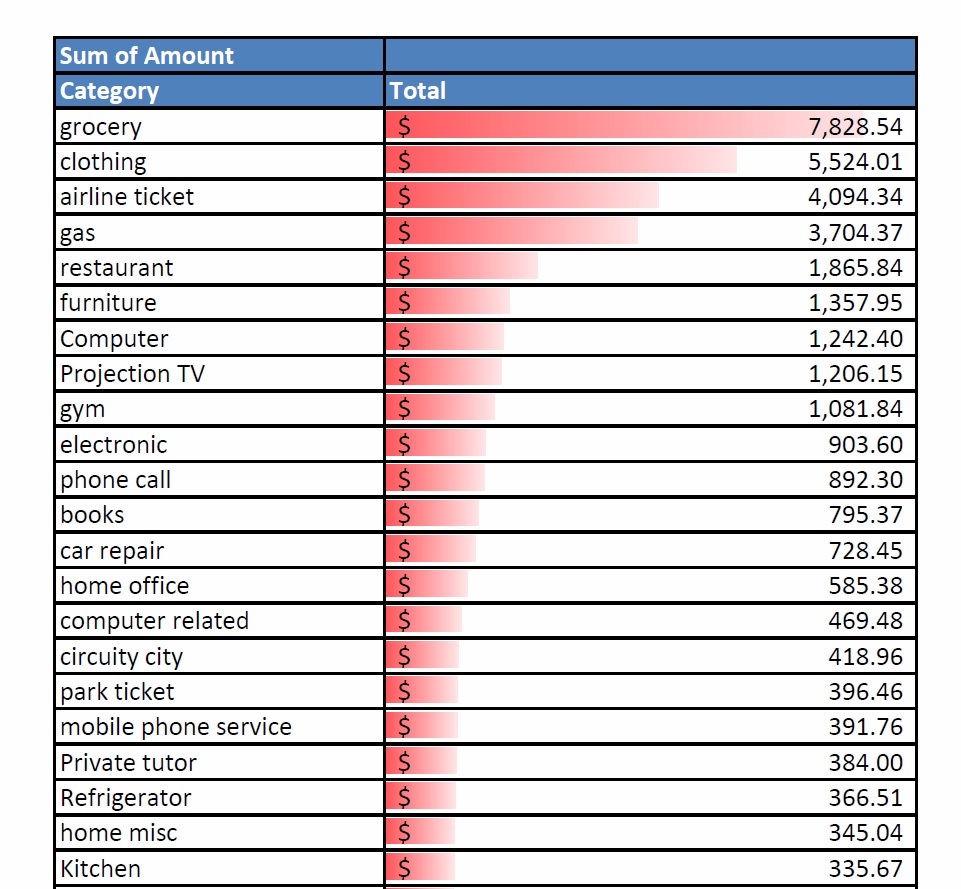 Sum of Amount
Category Total
grocery $ 7,828.54
clothing $ 5,524.01
airline ticket $ 4,094.34
gas $ 3,704.37
restaurant $ 1,865.84
furniture $ 1,357.95
Computer $ 1,242.40
Projection TV $ 1,206.15
gym $ 1,081.84
electronic $ 903.60
phone call $ 892.30
books $ 795.37
car repair $ 728.45
home office $ 585.38
computer related $ 469.48
circuity city $ 418.96
park ticket $ 396.46
mobile phone service $ 391.76
Private tutor $ 384.00
Refrigerator $ 366.51
home misc $ 345.04
Kitchen $ 335.67